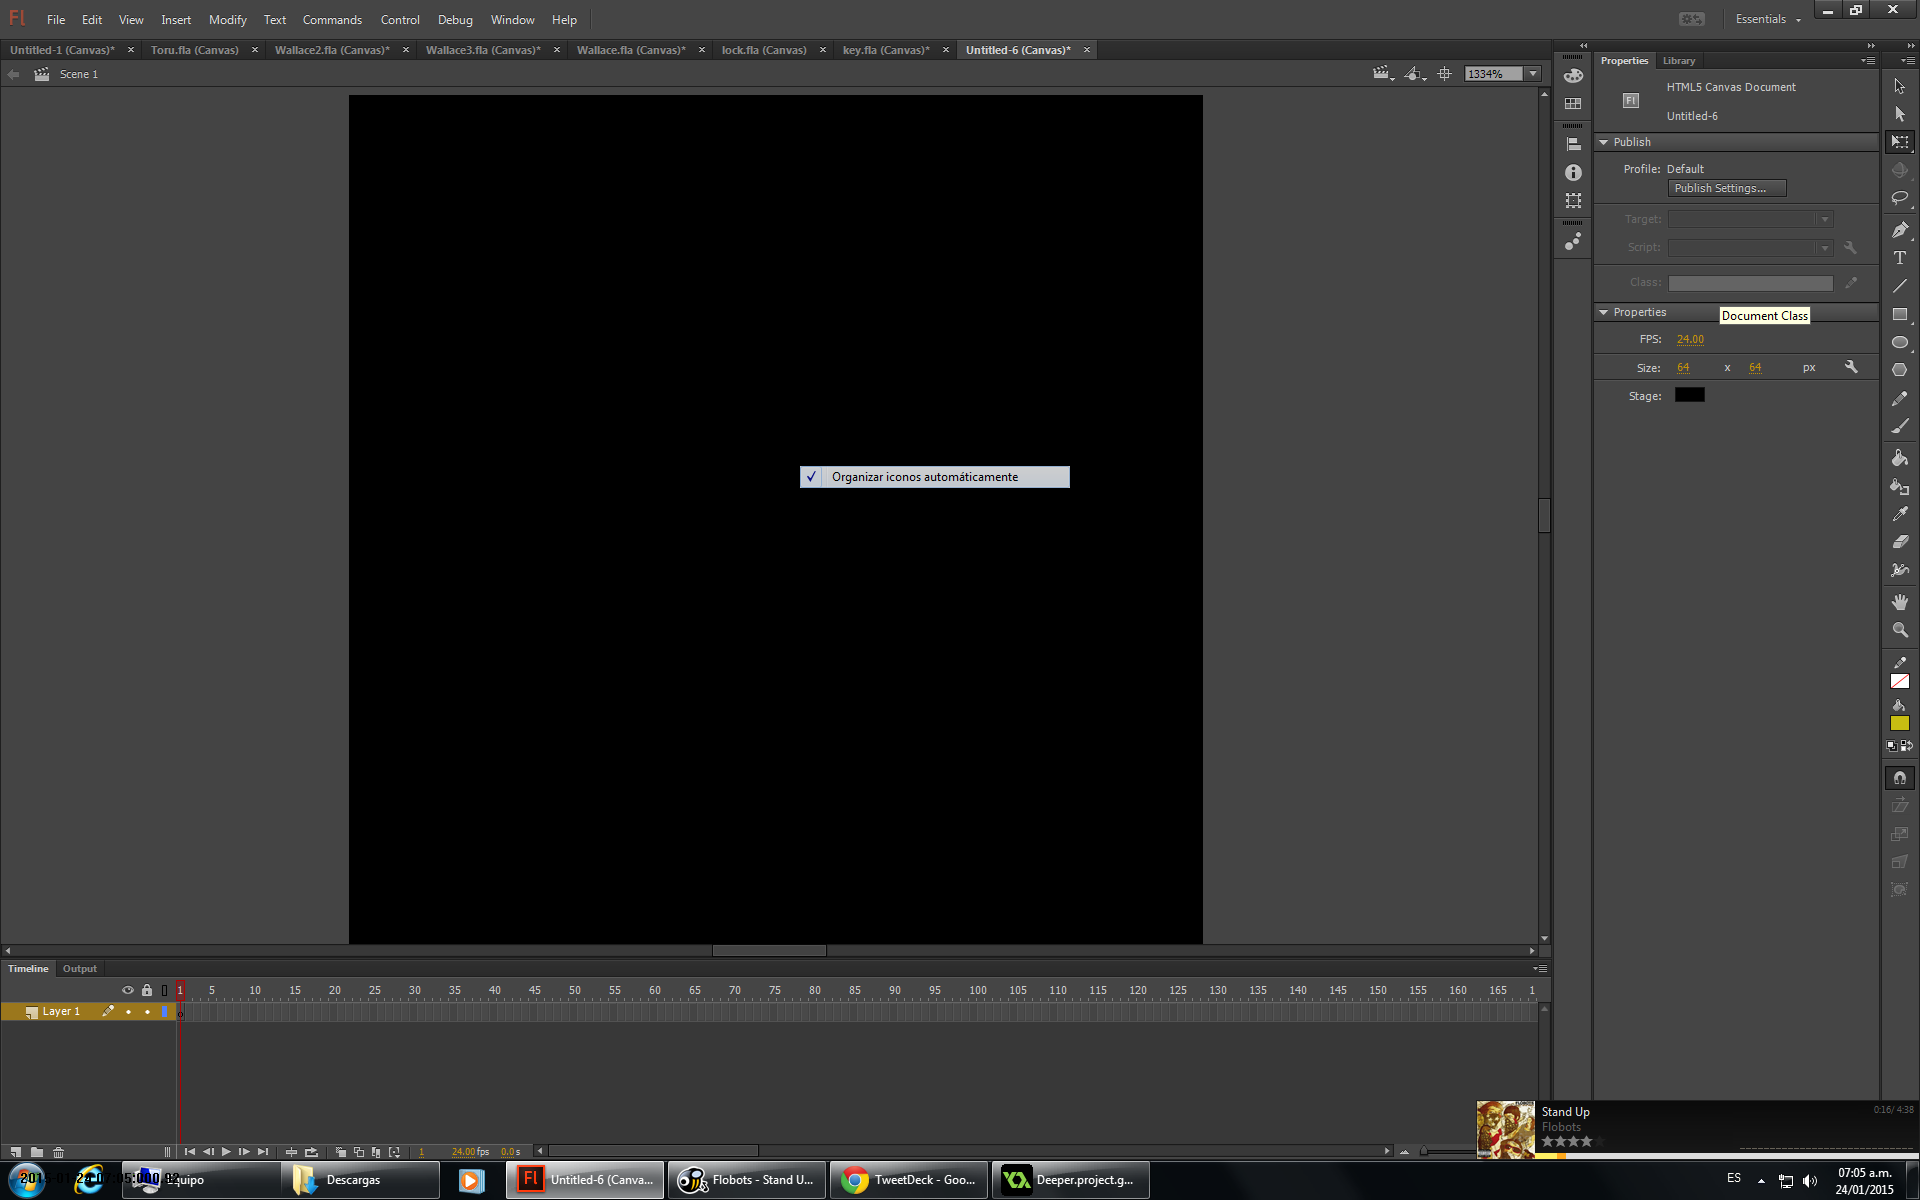 Fl File Edit View Insert Modify Text Commands Control Debug Window Help
Essentials
Untitled-1 (Canvas)* Toru.fla (Canvas) Wallace2.fla (Canvas)* Wallace3.fla (Canvas)* Wallace.fla (Canvas)* lock.fla (Canvas) key.fla (Canvas)* Untitled-6 (Canvas)*
Scene 1
1334%
Properties Library
HTML5 Canvas Document
Fl
Untitled-6
Publish
Profile: Default
Publish Settings...
Target:
Script:
Class:
Properties
Document Class
FPS: 24.00
Size: 64 x 64 px
Stage:
✓ Organizar iconos automáticamente
Timeline Output
1 5 10 15 20 25 30 35 40 45 50 55 60 65 70 75 80 85 90 95 100 105 110 115 120 125 130 135 140 145 150 155 160 165 1
Layer 1
1 24.00 fps 0.0 s
Stand Up
0:16/ 4:38
Flobots
Equipo
Descargas
Fl Untitled-6 (Canva...
Flobots - Stand U...
TweetDeck - Goo...
Deeper.project.g...
ES
07:05 a.m.
24/01/2015